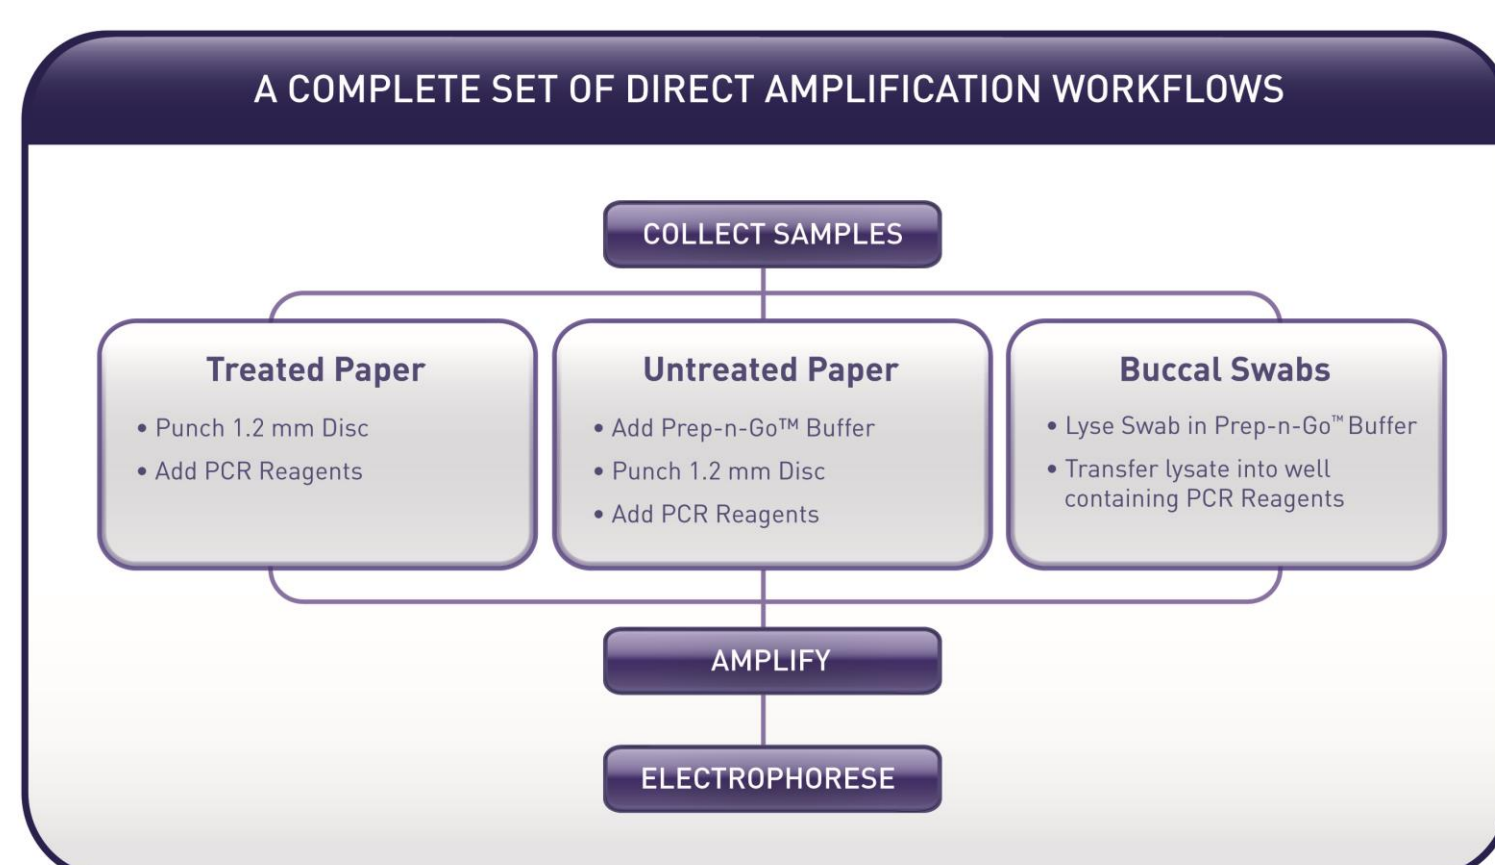 A COMPLETE SET OF DIRECT AMPLIFICATION WORKFLOWS
COLLECT SAMPLES
Treated Paper
• Punch 1.2 mm Disc
• Add PCR Reagents
Untreated Paper
• Add Prep-n-Go™ Buffer
• Punch 1.2 mm Disc
• Add PCR Reagents
Buccal Swabs
• Lyse Swab in Prep-n-Go™ Buffer
• Transfer lysate into well
containing PCR Reagents
AMPLIFY
ELECTROPHORESE